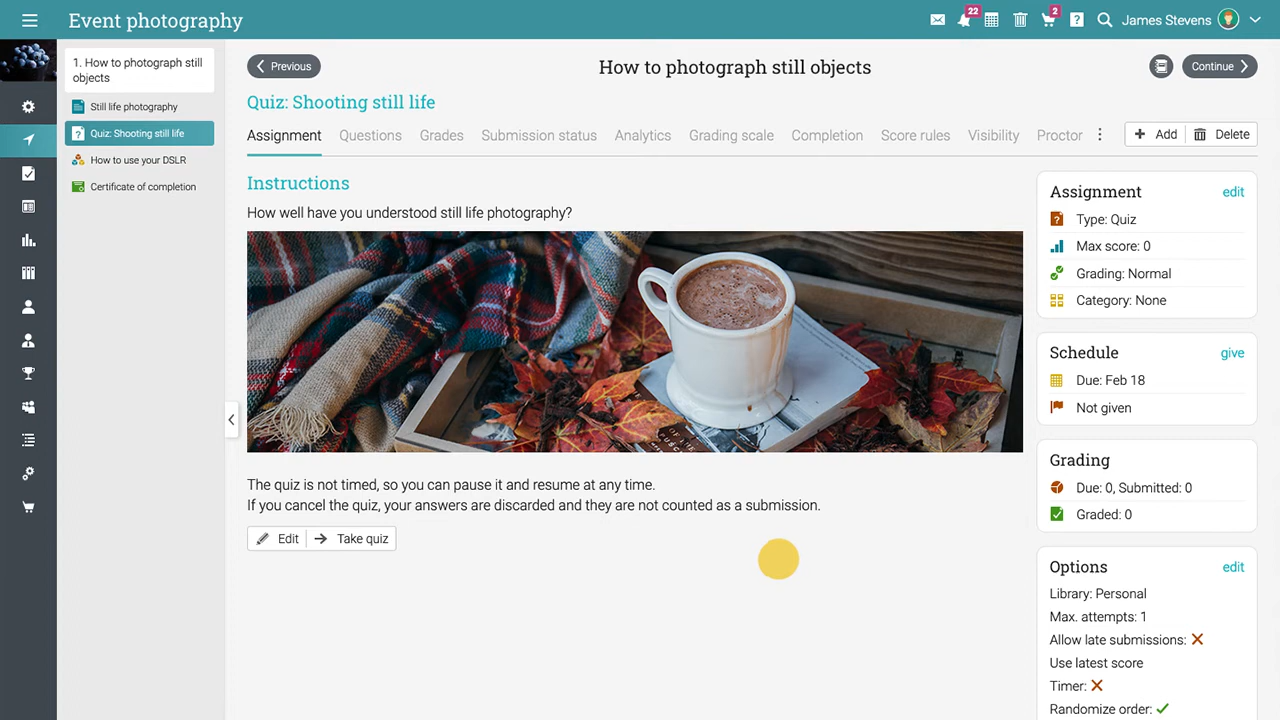 Event photography
22
2
James Stevens
1. How to photograph still
objects
Still life photography
Quiz: Shooting still life
How to use your DSLR
Certificate of completion
Previous
How to photograph still objects
Continue
Quiz: Shooting still life
Assignment Questions Grades Submission status Analytics Grading scale Completion Score rules Visibility Proctor
Add Delete
Instructions
How well have you understood still life photography?
The quiz is not timed, so you can pause it and resume at any time.
If you cancel the quiz, your answers are discarded and they are not counted as a submission.
Edit Take quiz
Assignment edit
Type: Quiz
Max score: 0
Grading: Normal
Category: None
Schedule give
Due: Feb 18
Not given
Grading
Due: 0, Submitted: 0
Graded: 0
Options edit
Library: Personal
Max. attempts: 1
Allow late submissions:
Use latest score
Timer:
Randomize order: